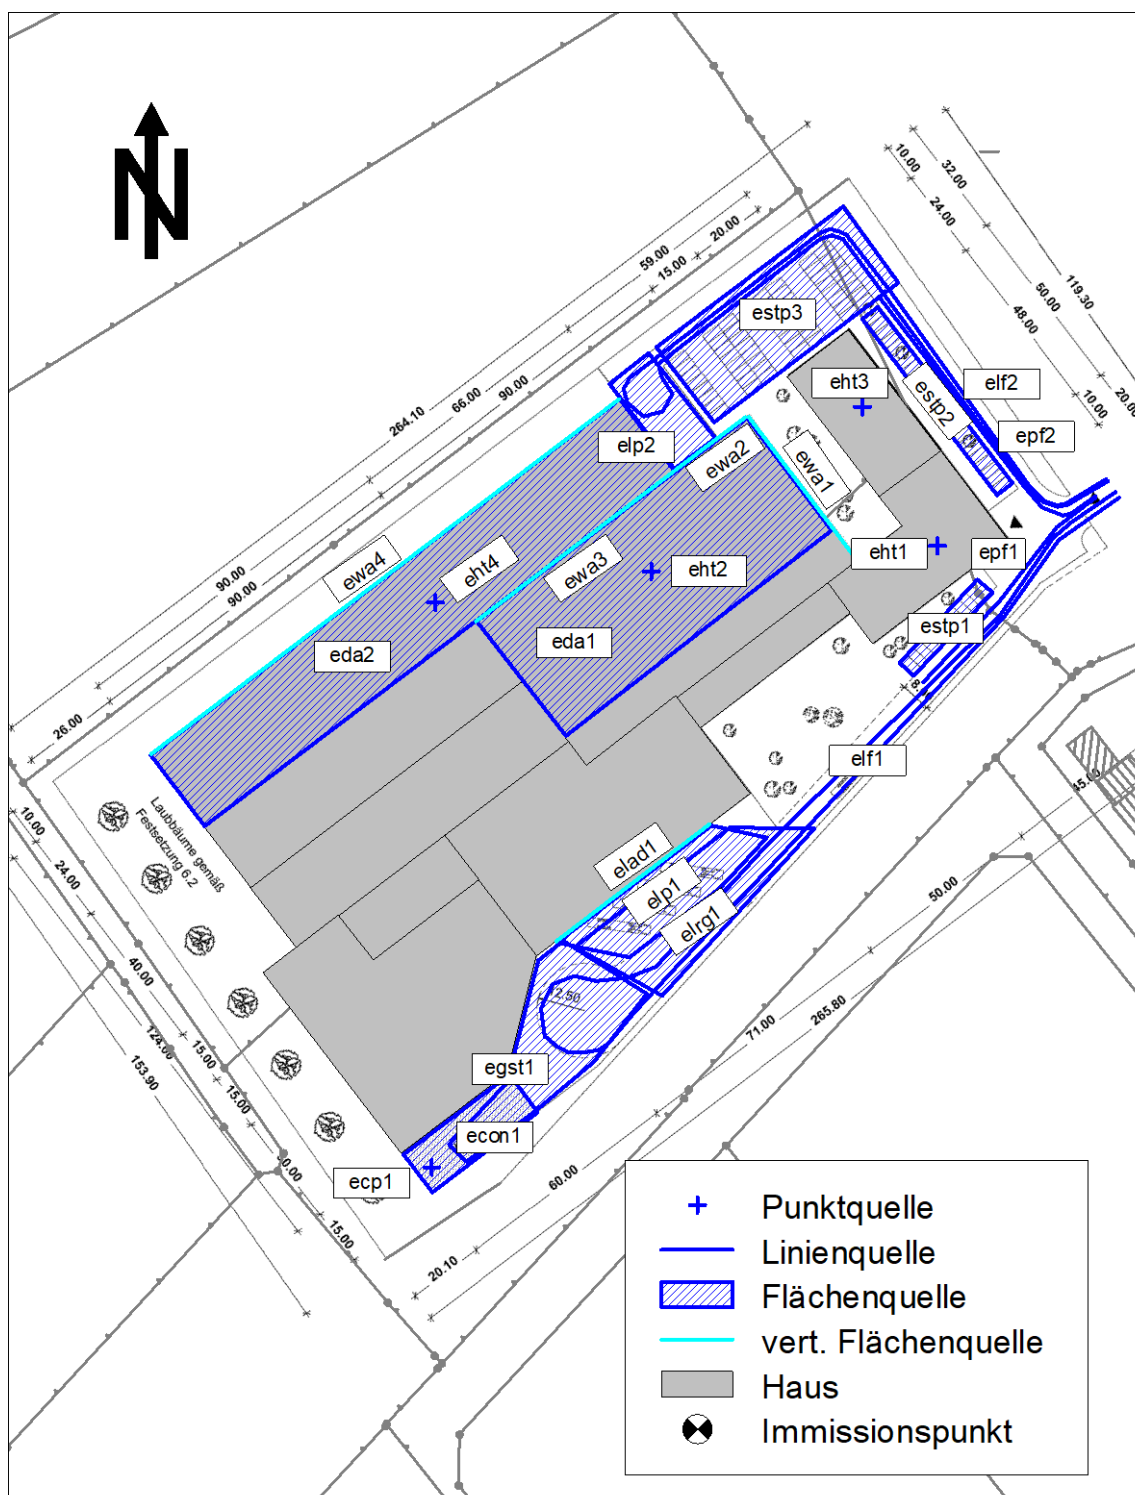 N
10.00
32.00
24.00
119.30
50.00
48.00
20.00
10.00
20.00
59.00
15.00
264.10
66.00
90.00
90.00
90.00
26.00
estp3
eht3
elf2
estp2
epf2
elp2
ewa2
ewa1
ewa4
eht4
ewa3
eht2
eht1
epf1
eda2
eda1
estp1
elf1
45.00
Laubbäume gemäß
Festsetzung 6.2
10.00
24.00
elad1
elp1
elrg1
50.00
40.00
2.50
124.00
15.00
153.90
15.00
71.00
265.80
egst1
econ1
ecp1
15.00
60.00
20.10
Punktquelle
Linienquelle
Flächenquelle
vert. Flächenquelle
Haus
Immissionspunkt